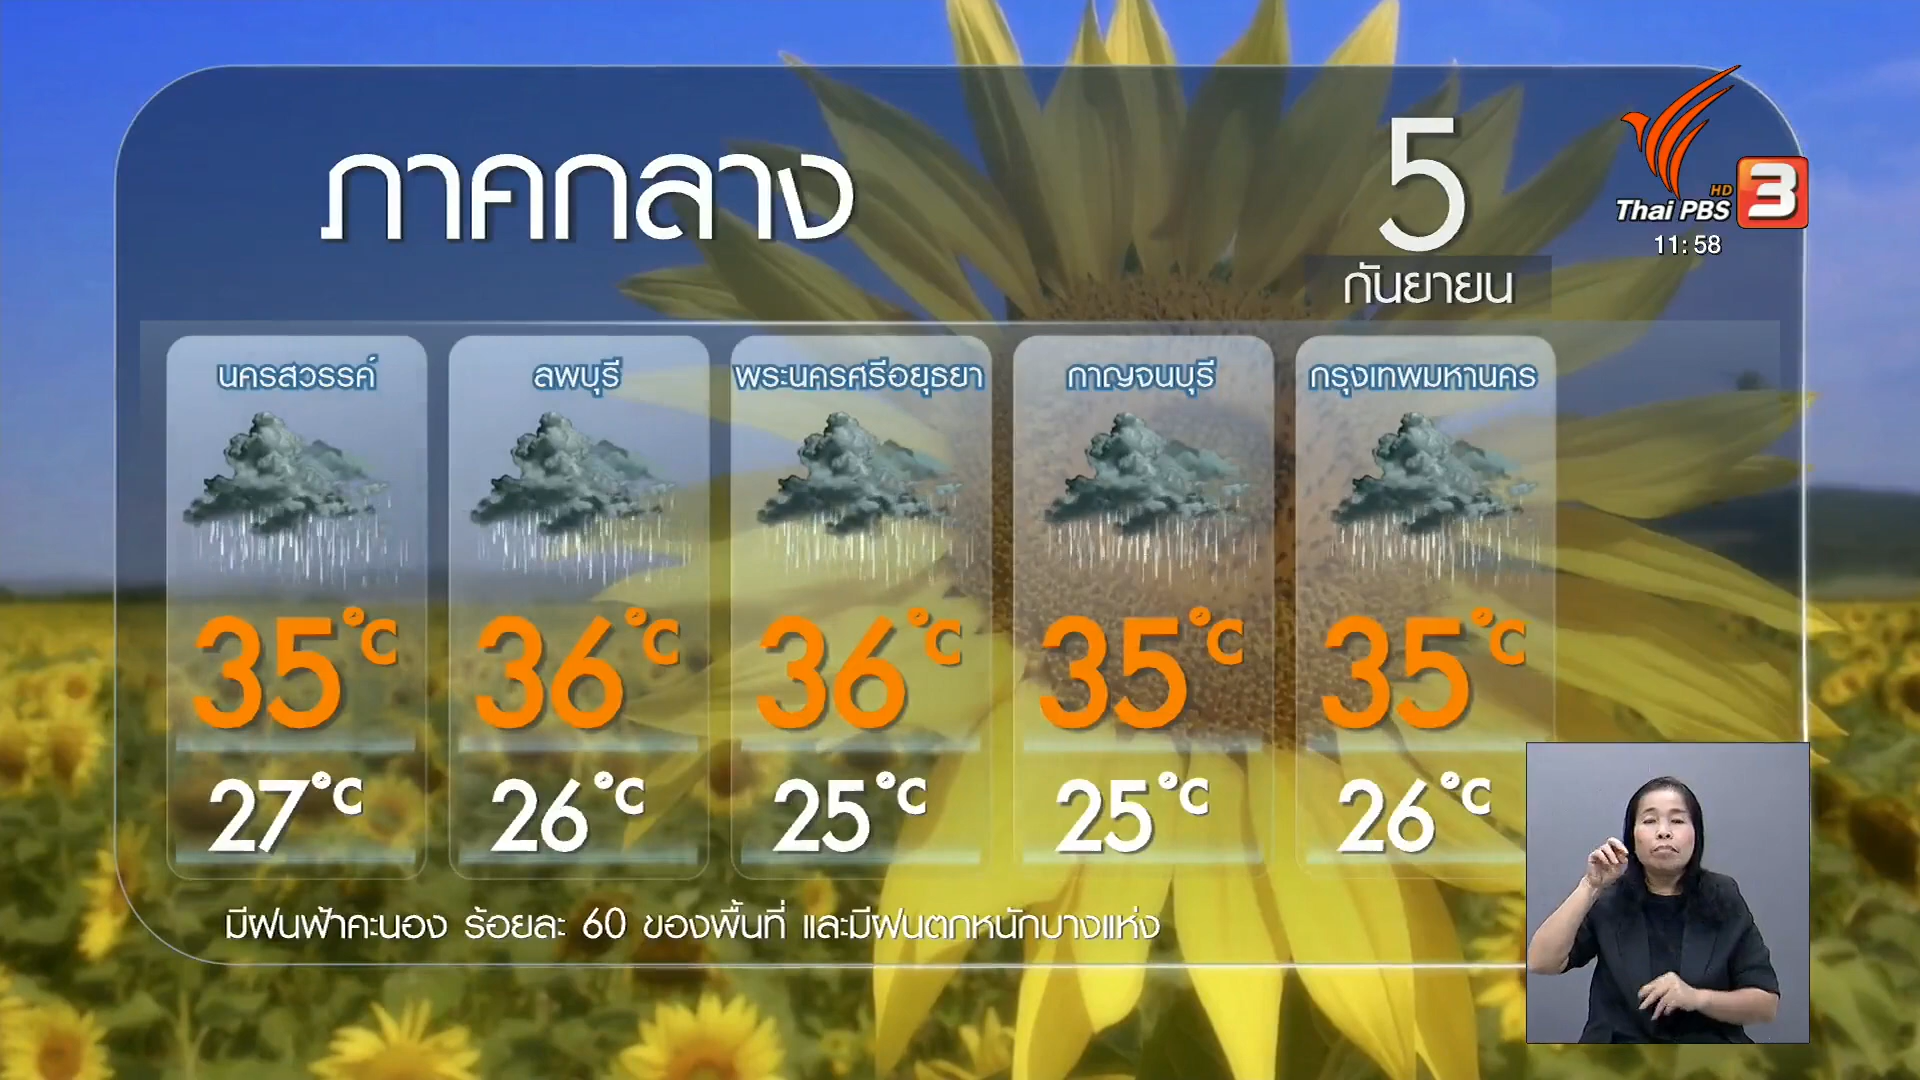 ภาคกลาง
5
กันยายน
HD
Thai PBS 3
11:58
นครสวรรค์ ลพบุรี พระนครศรีอยุธยา กาญจนบุรี กรุงเทพมหานคร
35°C 36°C 36°C 35°C 35°C
27°C 26°C 25°C 25°C 26°C
มีฝนฟ้าคะนอง ร้อยละ 60 ของพื้นที่ และมีฝนตกหนักบางแห่ง